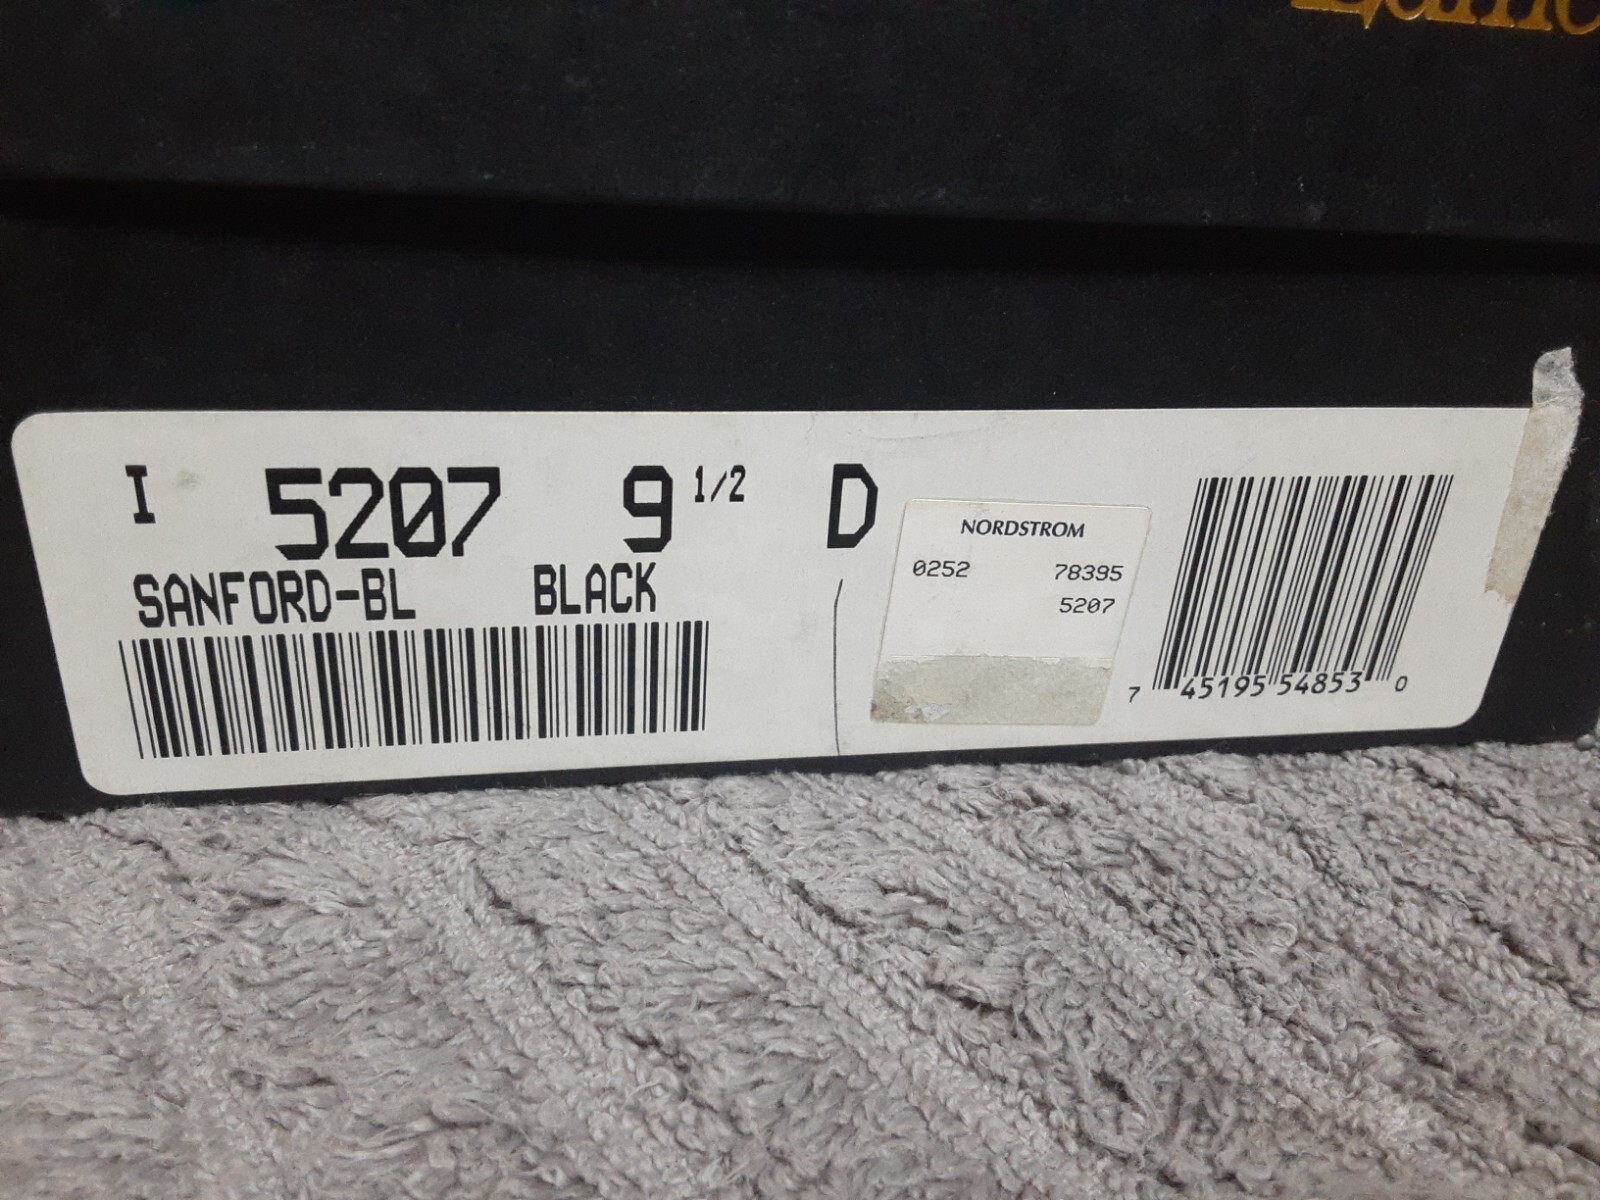 I 5207 9 1/2 D
SANFORD-BL BLACK
NORDSTROM
0252 78395
5207
7 45195 54853 0